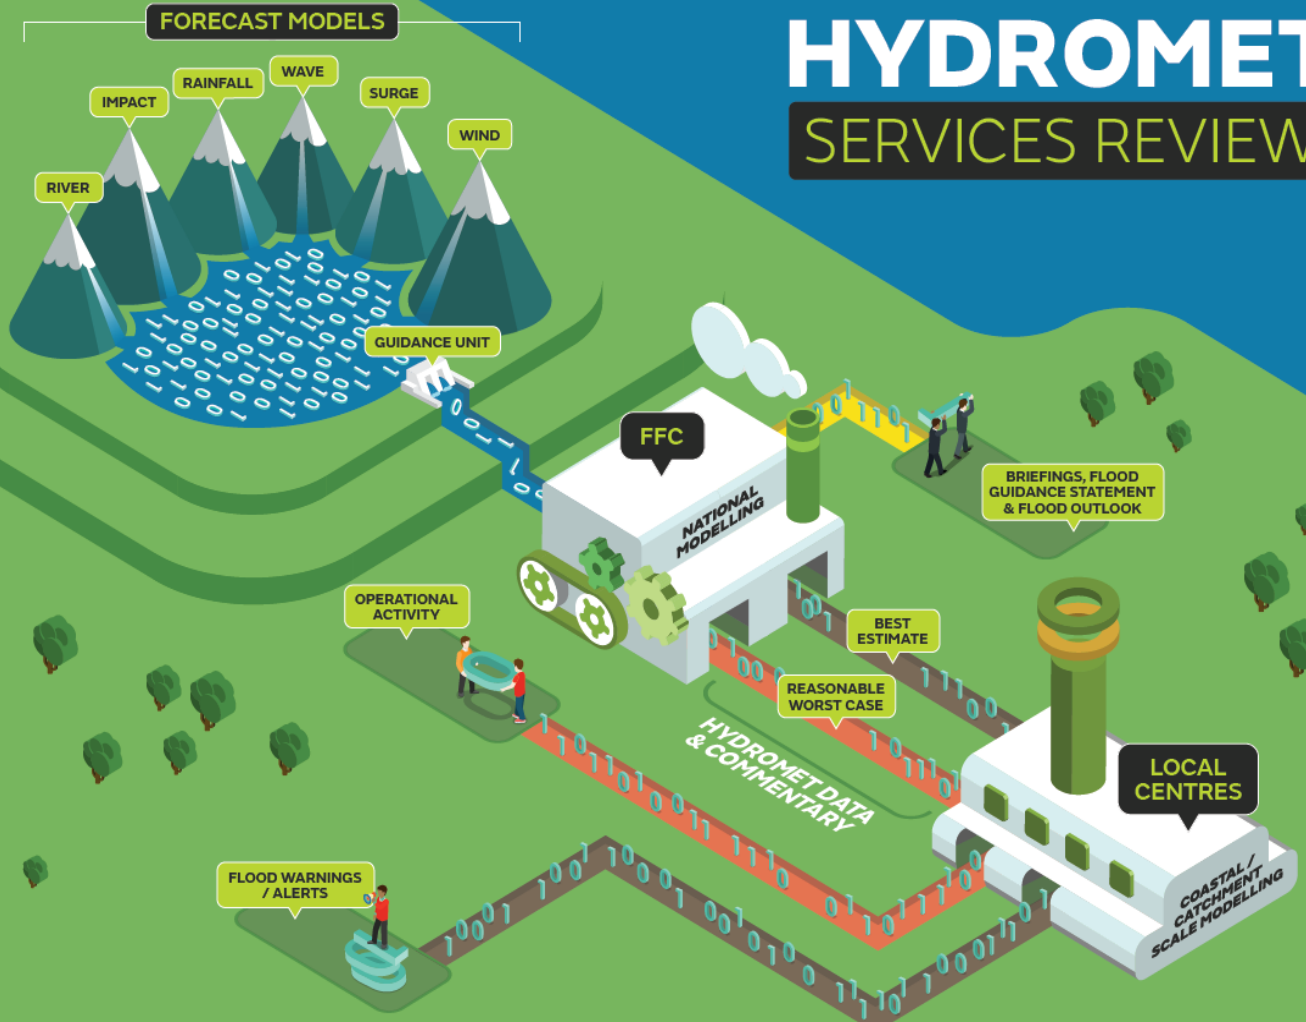 FORECAST MODELS
HYDROMET
SERVICES REVIEW
WAVE
RAINFALL
IMPACT
SURGE
WIND
RIVER
GUIDANCE UNIT
FFC
NATIONAL
MODELLING
BRIEFINGS, FLOOD
GUIDANCE STATEMENT
& FLOOD OUTLOOK
OPERATIONAL
ACTIVITY
BEST
ESTIMATE
REASONABLE
WORST CASE
HYDROMET DATA
& COMMENTARY
LOCAL
CENTRES
COASTAL /
CATCHMENT
SCALE MODELLING
FLOOD WARNINGS
/ ALERTS